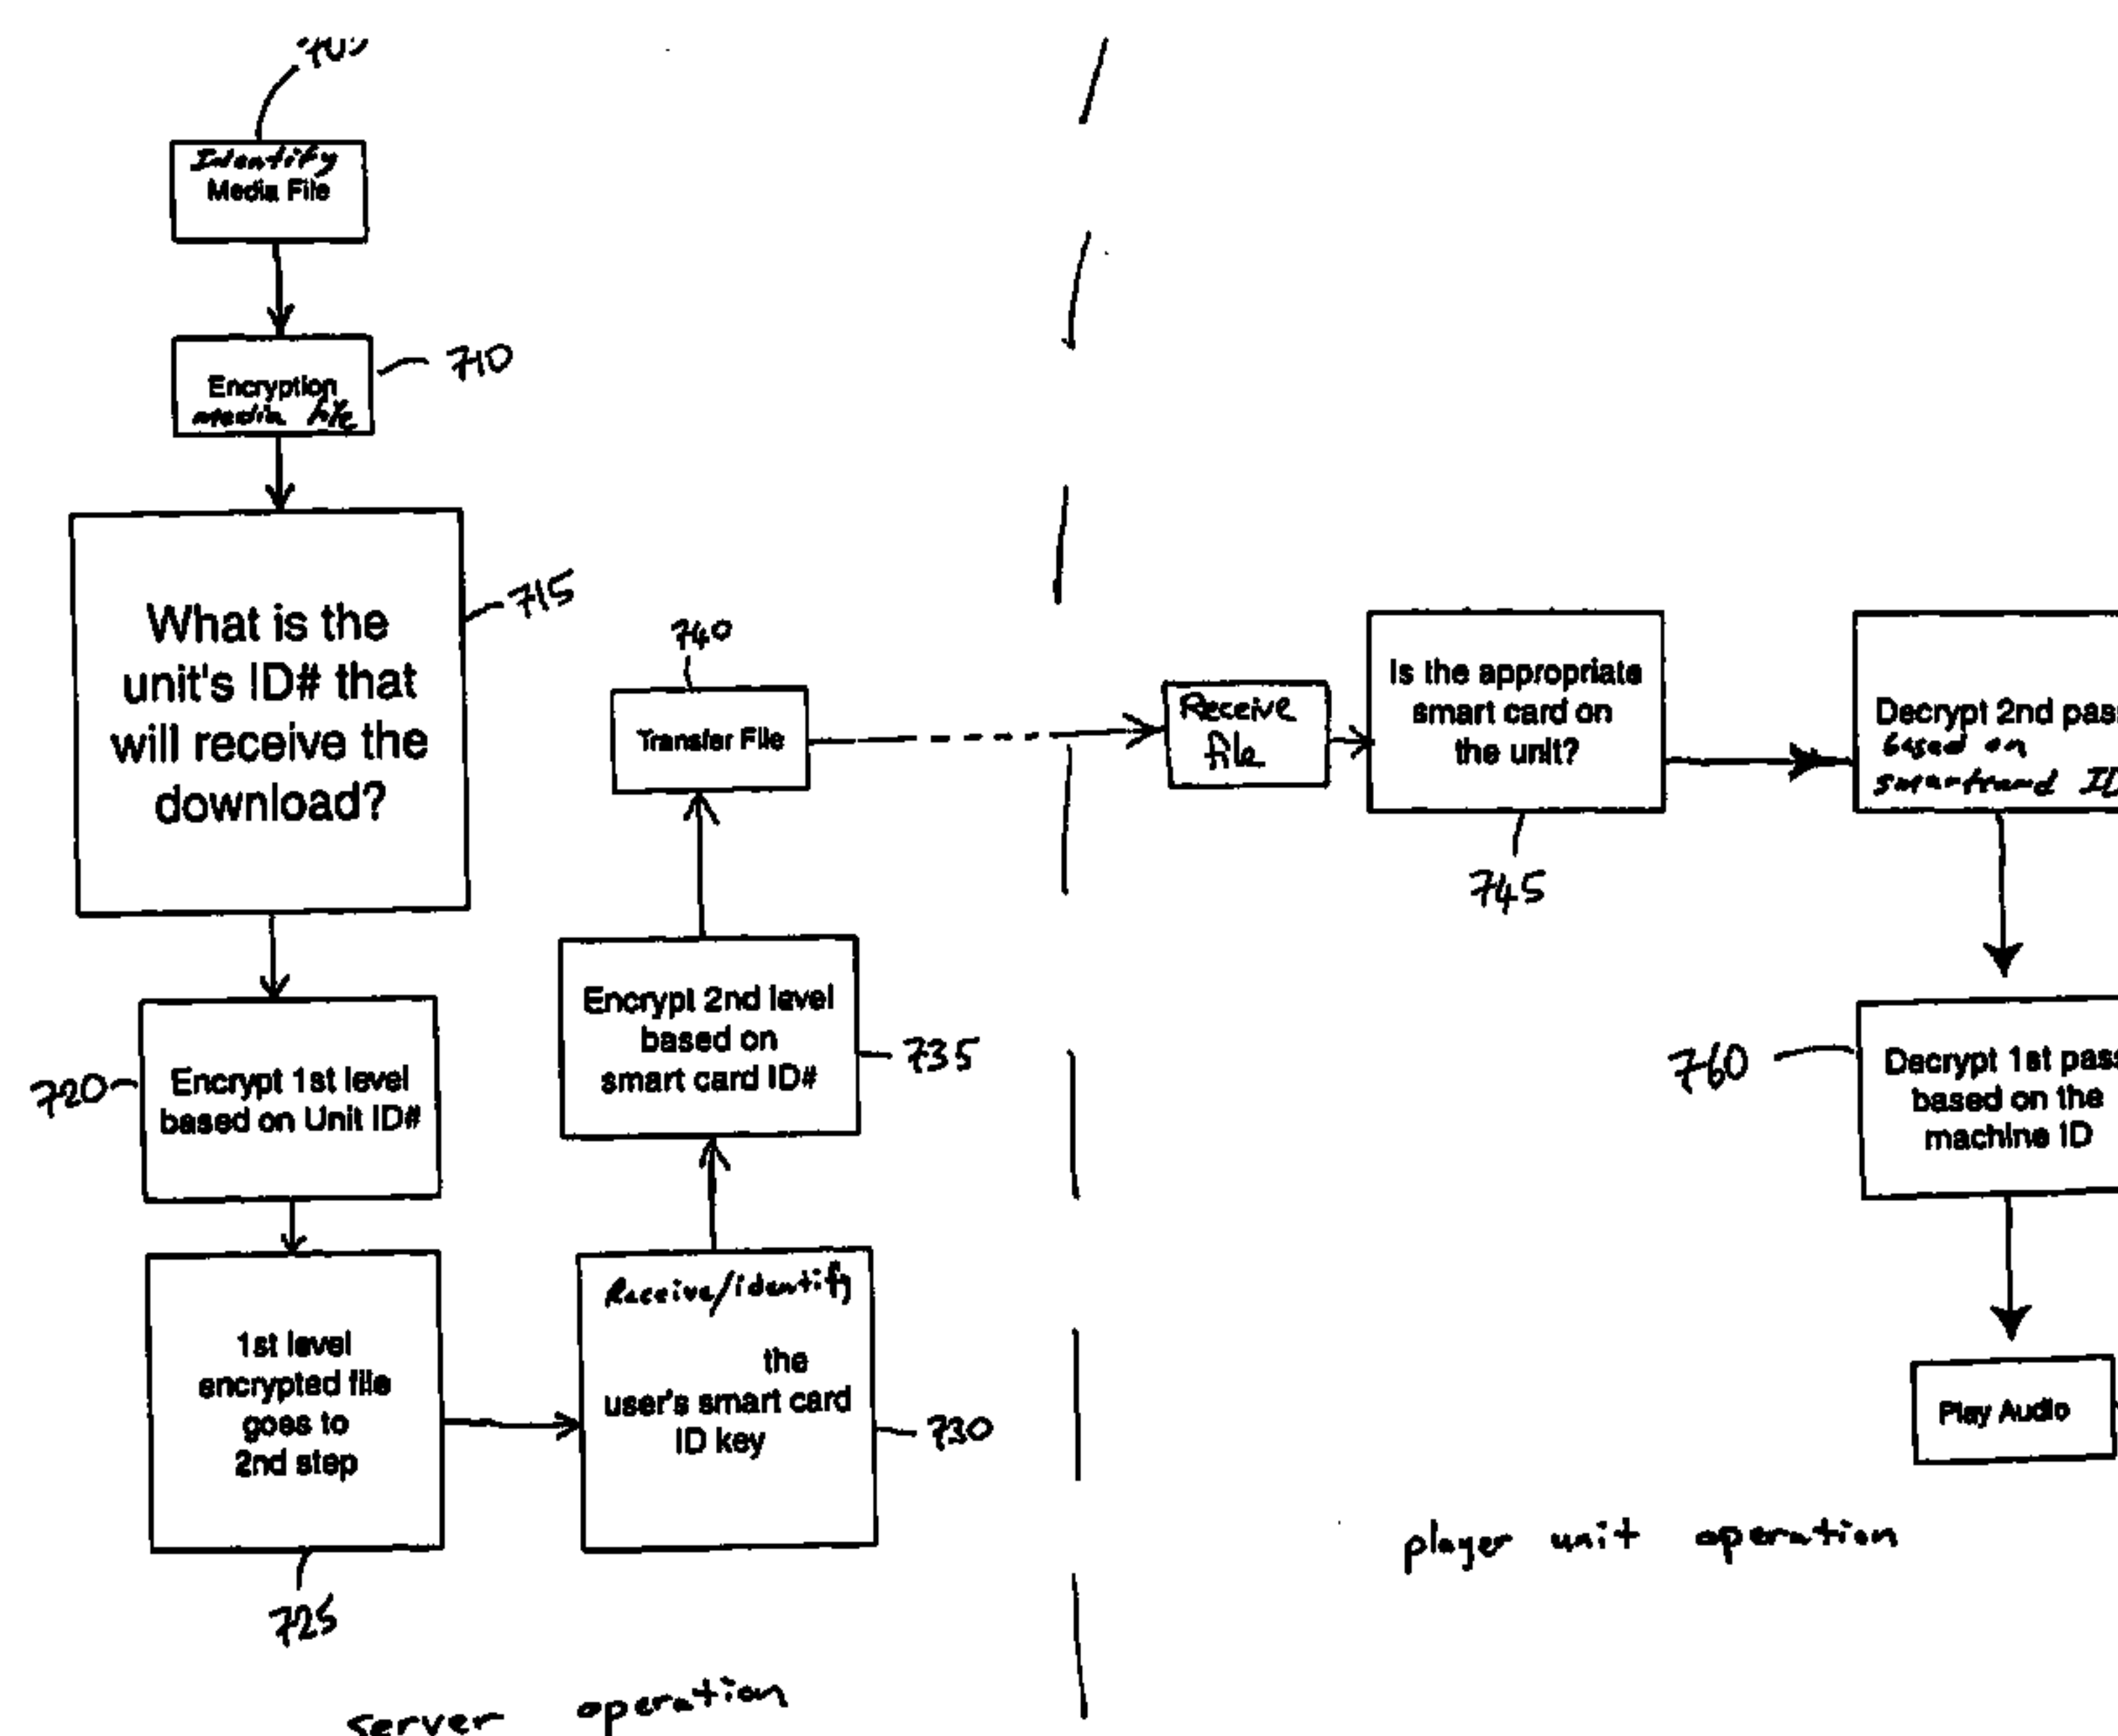 Identify
Media File
Encryption
media file
710
What is the
unit's ID# that
will receive the
download?
715
Encrypt 1st level
based on Unit ID#
720
1st level
encrypted file
goes to
2nd step
725
Receive/identify
the
user's smart card
ID key
730
Encrypt 2nd level
based on
smart card ID#
735
740
Transfer File
server operation
Receive
file
Is the appropriate
smart card on
the unit?
745
Decrypt 2nd pass
based on
smartcard ID
760
Decrypt 1st pass
based on the
machine ID
Play Audio
player unit operation